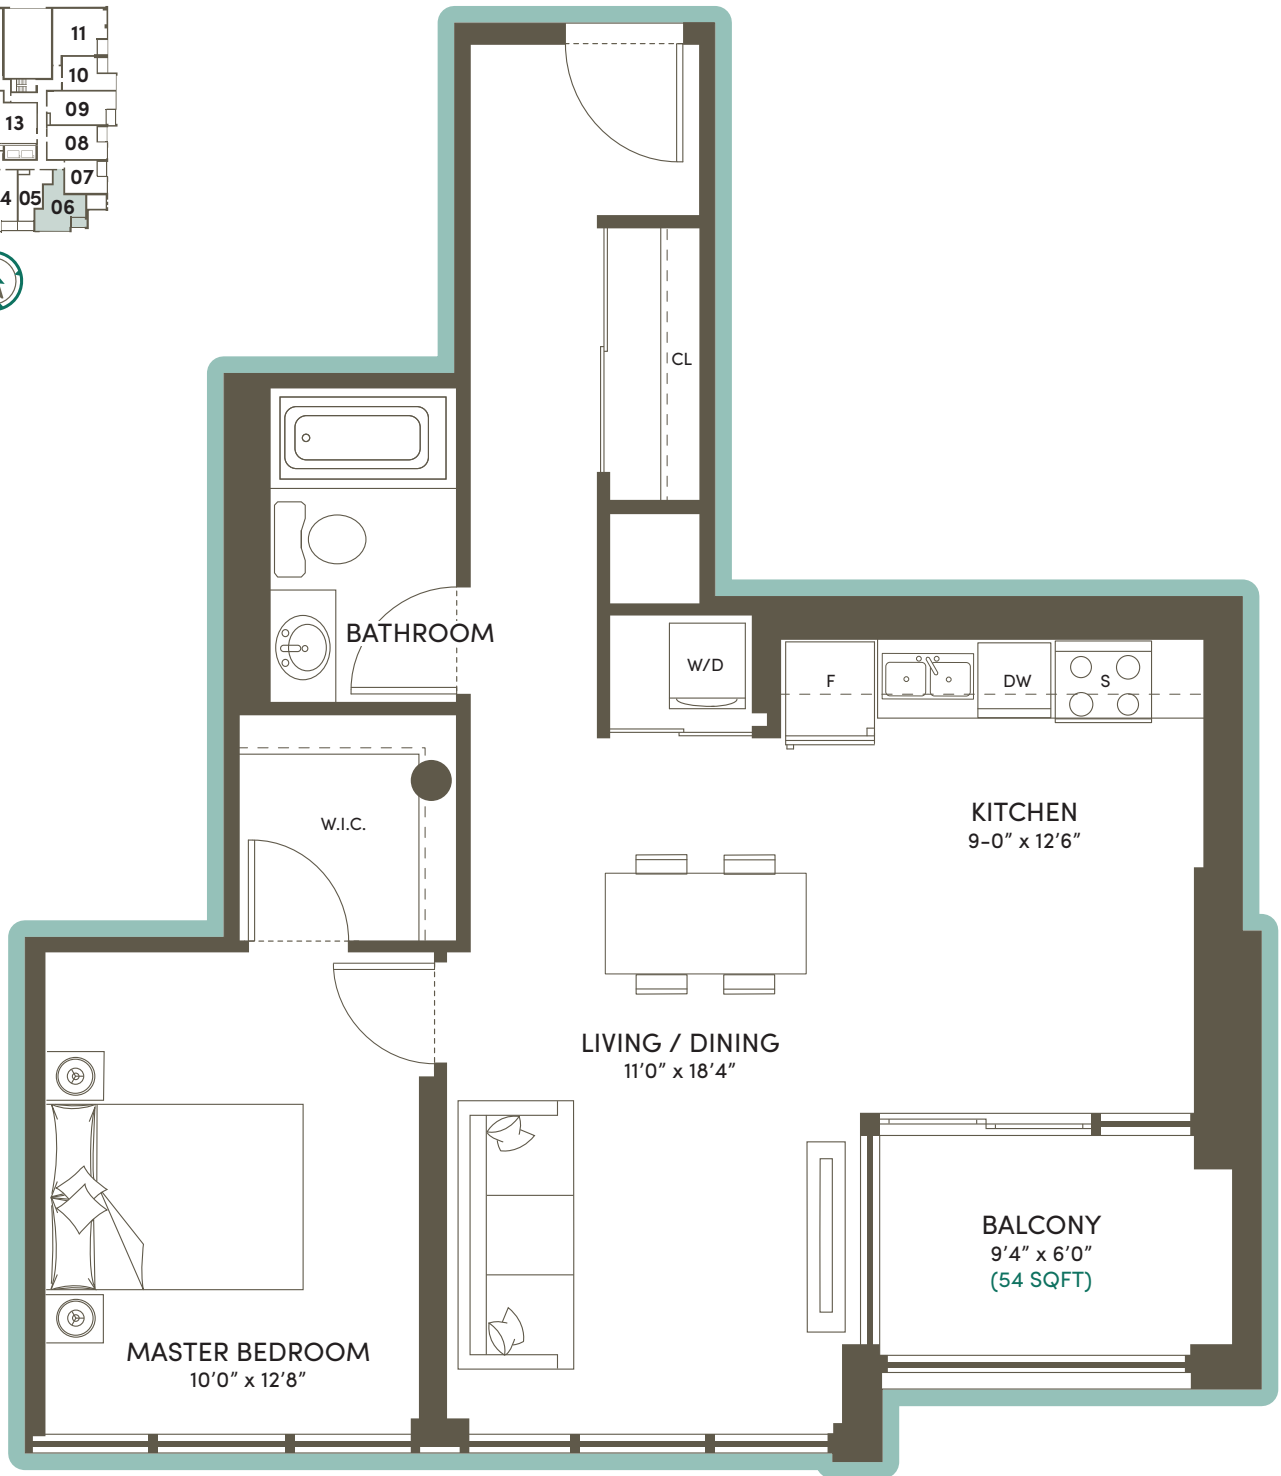 11
10
09
13
08
07
4
05
06
CL
BATHROOM
W/D
F
DW
S
W.I.C.
KITCHEN
9-0" x 12'6"
LIVING / DINING
11'0" x 18'4"
BALCONY
9'4" x 6'0"
(54 SQFT)
MASTER BEDROOM
10'0" x 12'8"